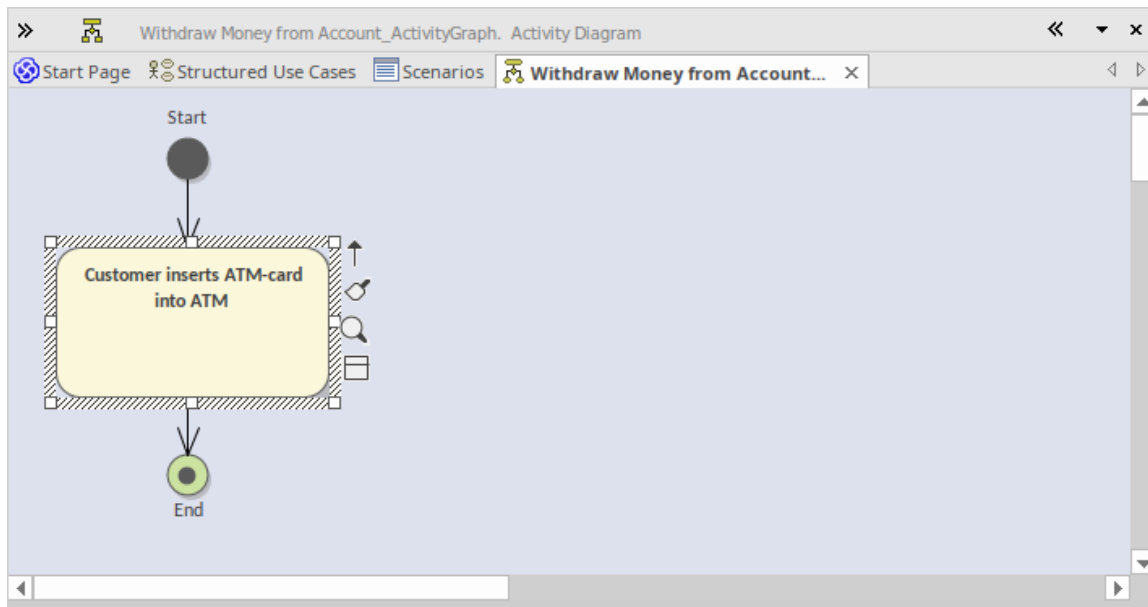 Withdraw Money from Account_ActivityGraph.  Activity Diagram
Start Page  Structured Use Cases  Scenarios  Withdraw Money from Account...
Start
Customer inserts ATM-card
into ATM
End